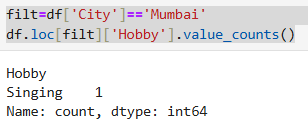 filt=df['City']=='Mumbai'
df.loc[filt]['Hobby'].value_counts()
Hobby
Singing    1
Name: count, dtype: int64